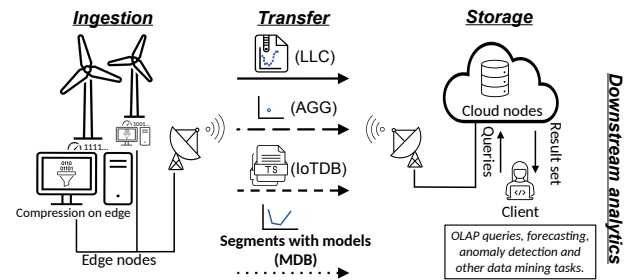 Ingestion
Transfer
Storage
(LLC)
(AGG)
TS
(IoTDB)
Segments with models
(MDB)
1001...
1111...
0110
01101
Compression on edge
Edge nodes
Cloud nodes
Queries
Result set
Client
OLAP queries, forecasting,
anomaly detection and
other data mining tasks.
Downstream analytics